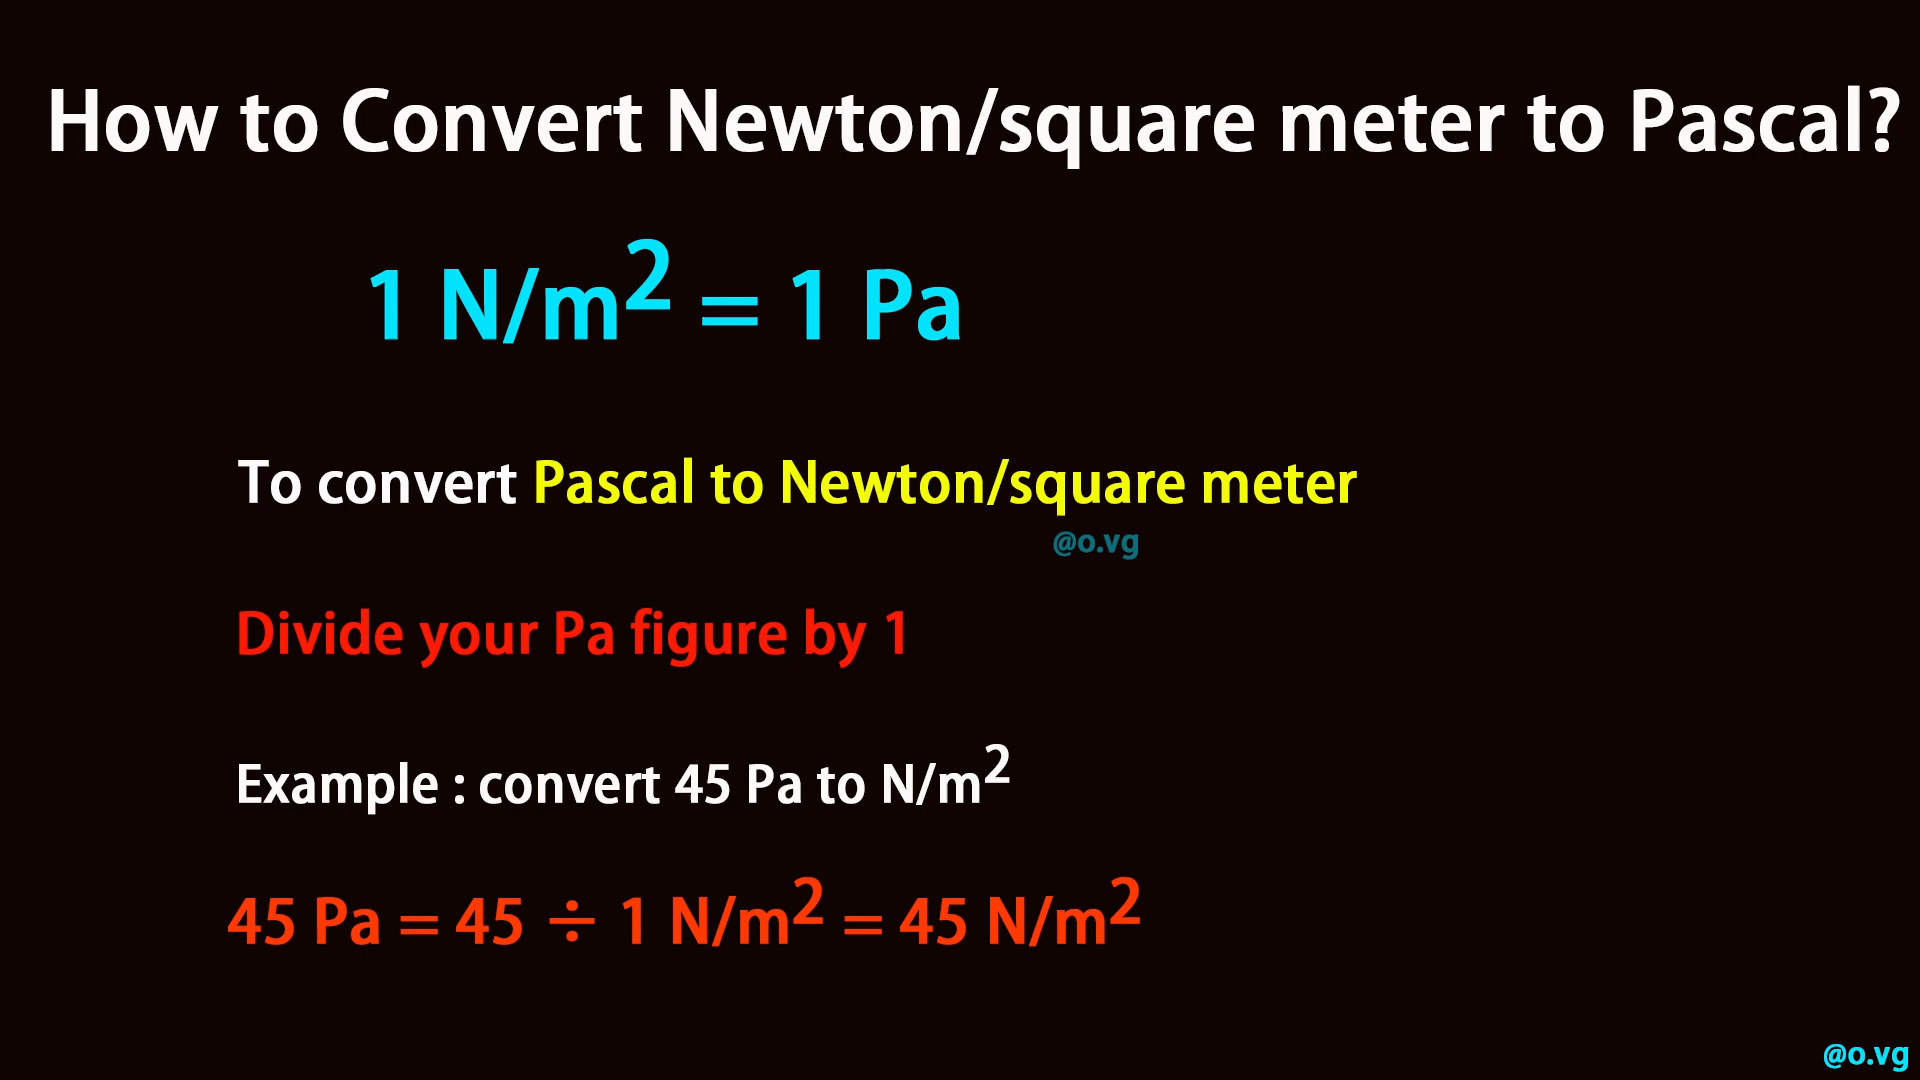 How to Convert Newton/square meter to Pascal?
1 N/m² = 1 Pa
To convert Pascal to Newton/square meter
@o.vg
Divide your Pa figure by 1
Example : convert 45 Pa to N/m²
45 Pa = 45 ÷ 1 N/m² = 45 N/m²
@o.vg